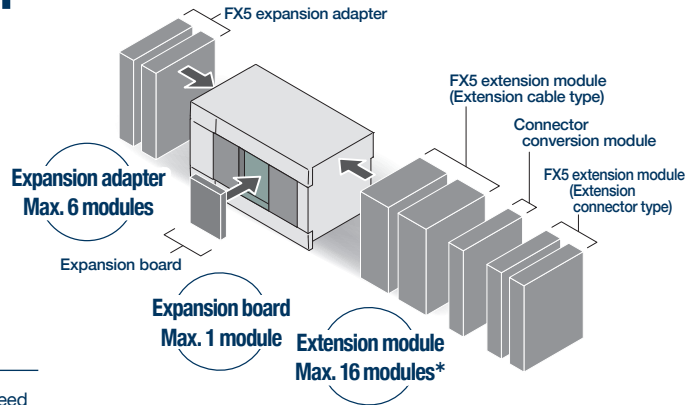 FX5 expansion adapter
FX5 extension module
(Extension cable type)
Connector
conversion module
FX5 extension module
(Extension
connector type)
Expansion adapter
Max. 6 modules
Expansion board
Expansion board
Max. 1 module
Extension module
Max. 16 modules*
eed